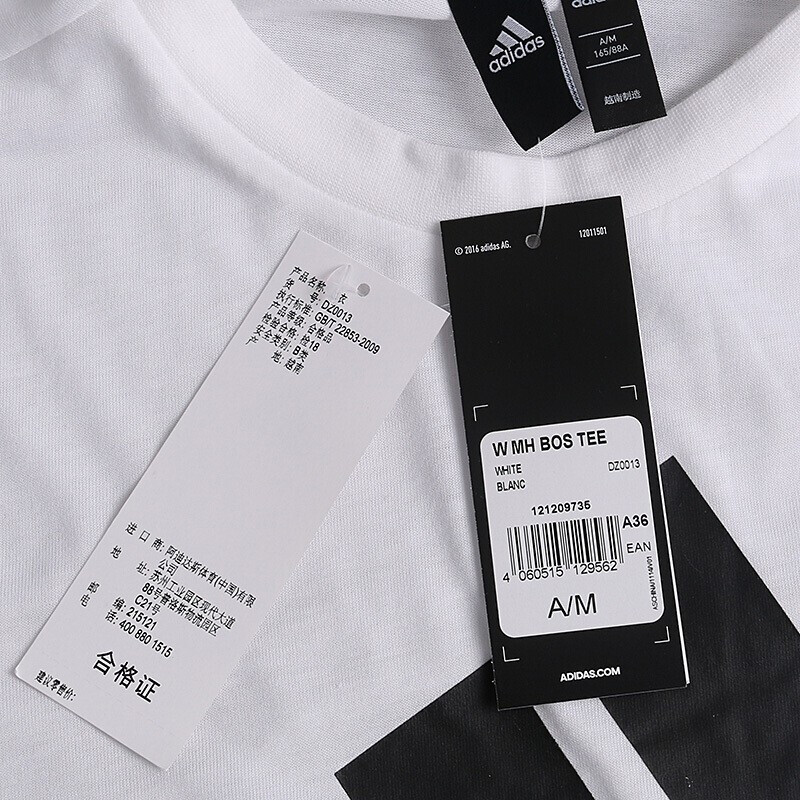 adidas
adidas
A/M
165/88A
越南制造
© 2016 adidas AG.
12011501
产品名称: 衣
货 号: DZ0013
执行标准: GB/T 22853-2009
产品等级: 合格品
检验合格: 检18
安全类别: B类
产 地: 越南
W MH BOS TEE
WHITE
DZ0013
BLANC
121209735
A36
EAN
4 060515 129562
A/M
ADIDAS.COM
进 口 商: 阿迪达斯体育(中国)有限
公司
地 址: 苏州工业园区现代大道
88号普洛斯物流园区
C21号
邮 编: 215121
电 话: 400 880 1515
合格证
建议零售价: